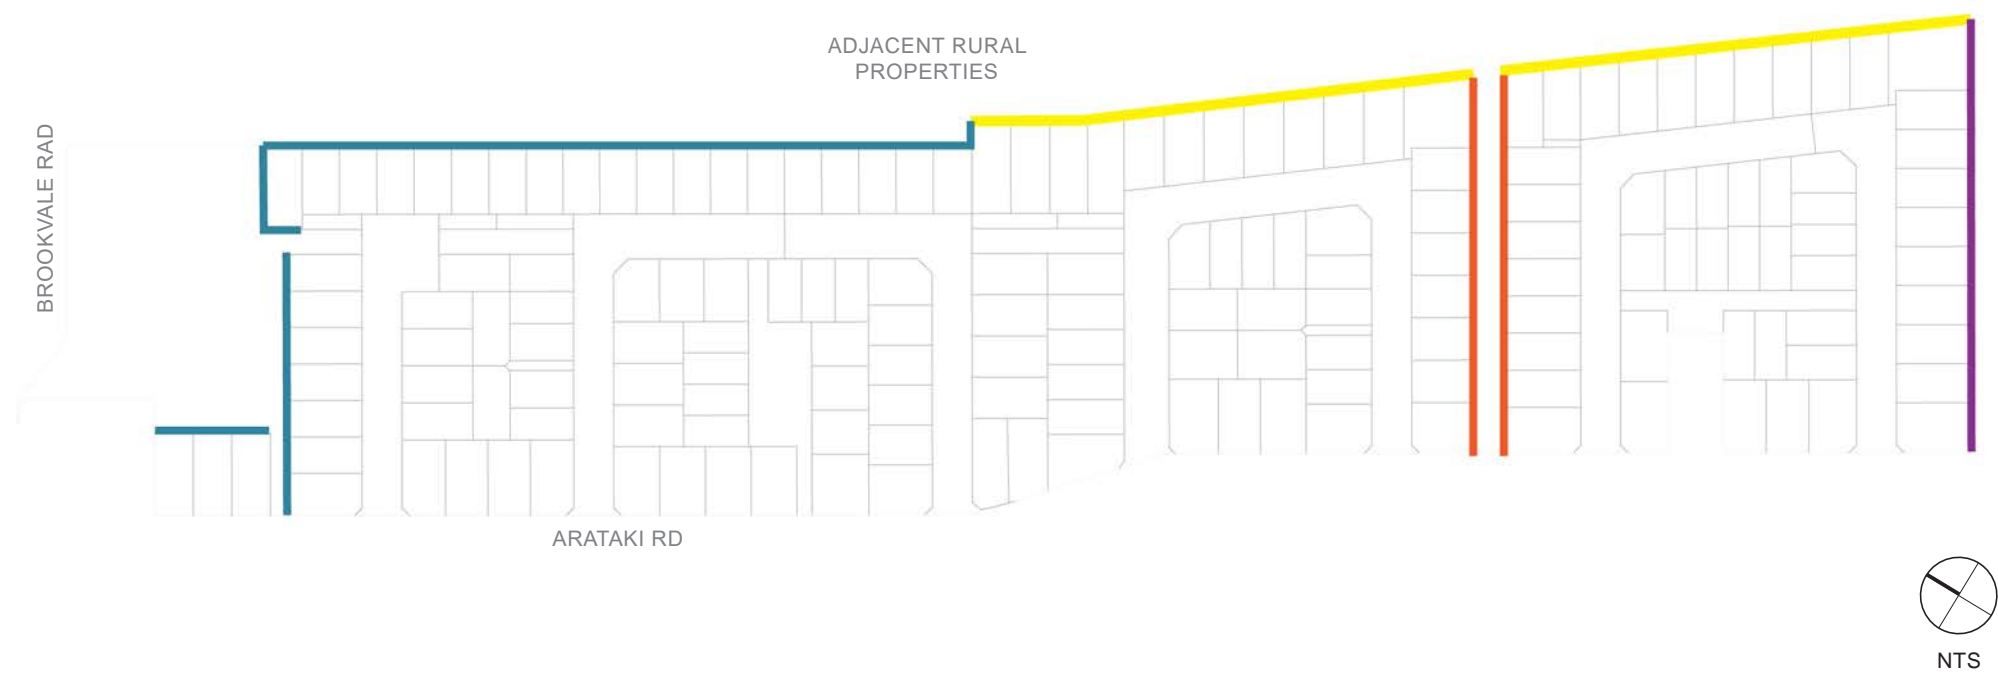 ADJACENT RURAL
PROPERTIES
BROOKVALE RAD
ARATAKI RD
NTS